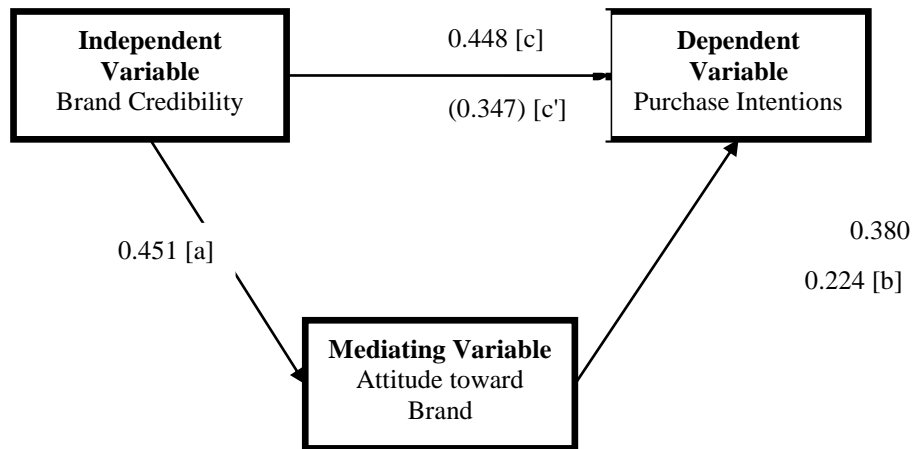 Independent
Variable
Brand Credibility
0.448 [c]
(0.347) [c']
Dependent
Variable
Purchase Intentions
0.451 [a]
0.380
0.224 [b]
Mediating Variable
Attitude toward
Brand